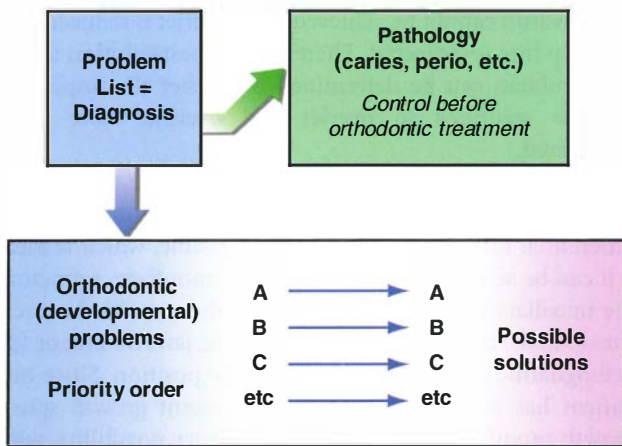 Problem
List =
Diagnosis
Pathology
(caries, perio, etc.)
Control before
orthodontic treatment
Orthodontic
(developmental)
problems
Priority order
A A
B B
C C
etc etc
Possible
solutions